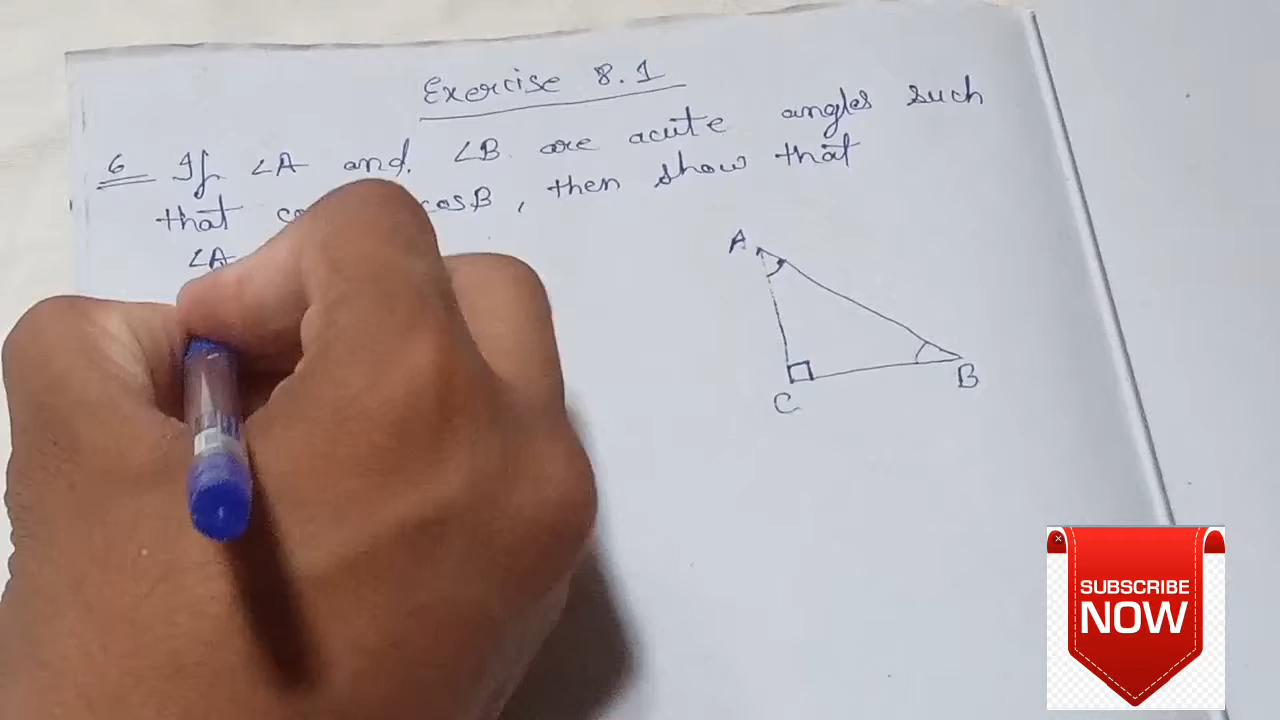 Exercise 8.1
6 If ∠A and ∠B are acute angles such
that cosB, then show that
∠A
A
B
C
SUBSCRIBE
NOW